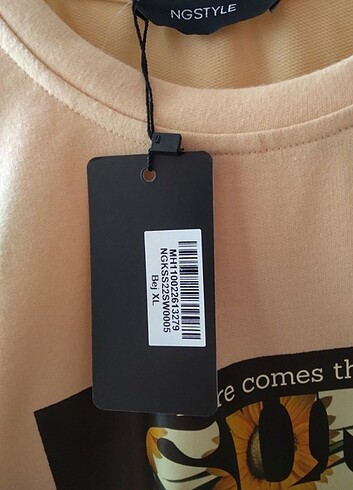 NGSTYLE
MH110022613279
NGKSS22SW0005
Bej XL
re comes th